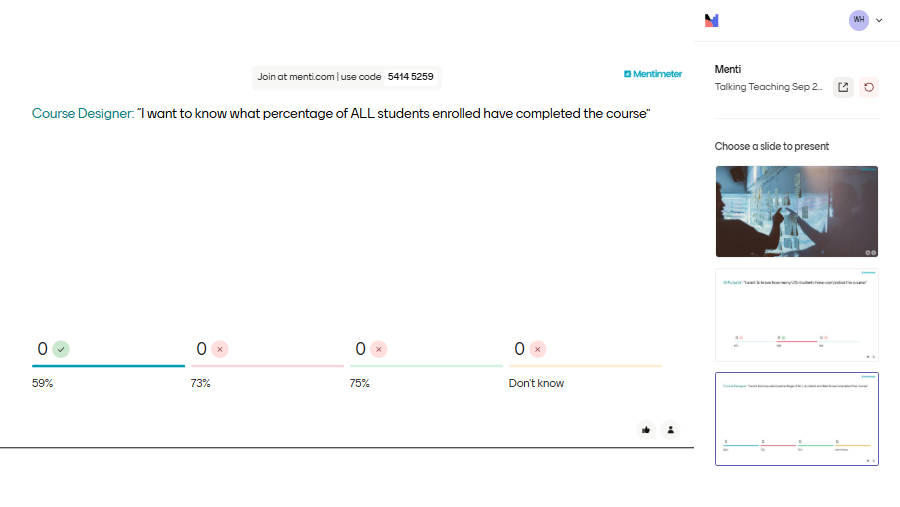 WH
Join at menti.com | use code 5414 5259
Mentimeter
Menti
Talking Teaching Sep 2...
Course Designer: "I want to know what percentage of ALL students enrolled have completed the course"
Choose a slide to present
0
0
0
0
59%
73%
75%
Don't know